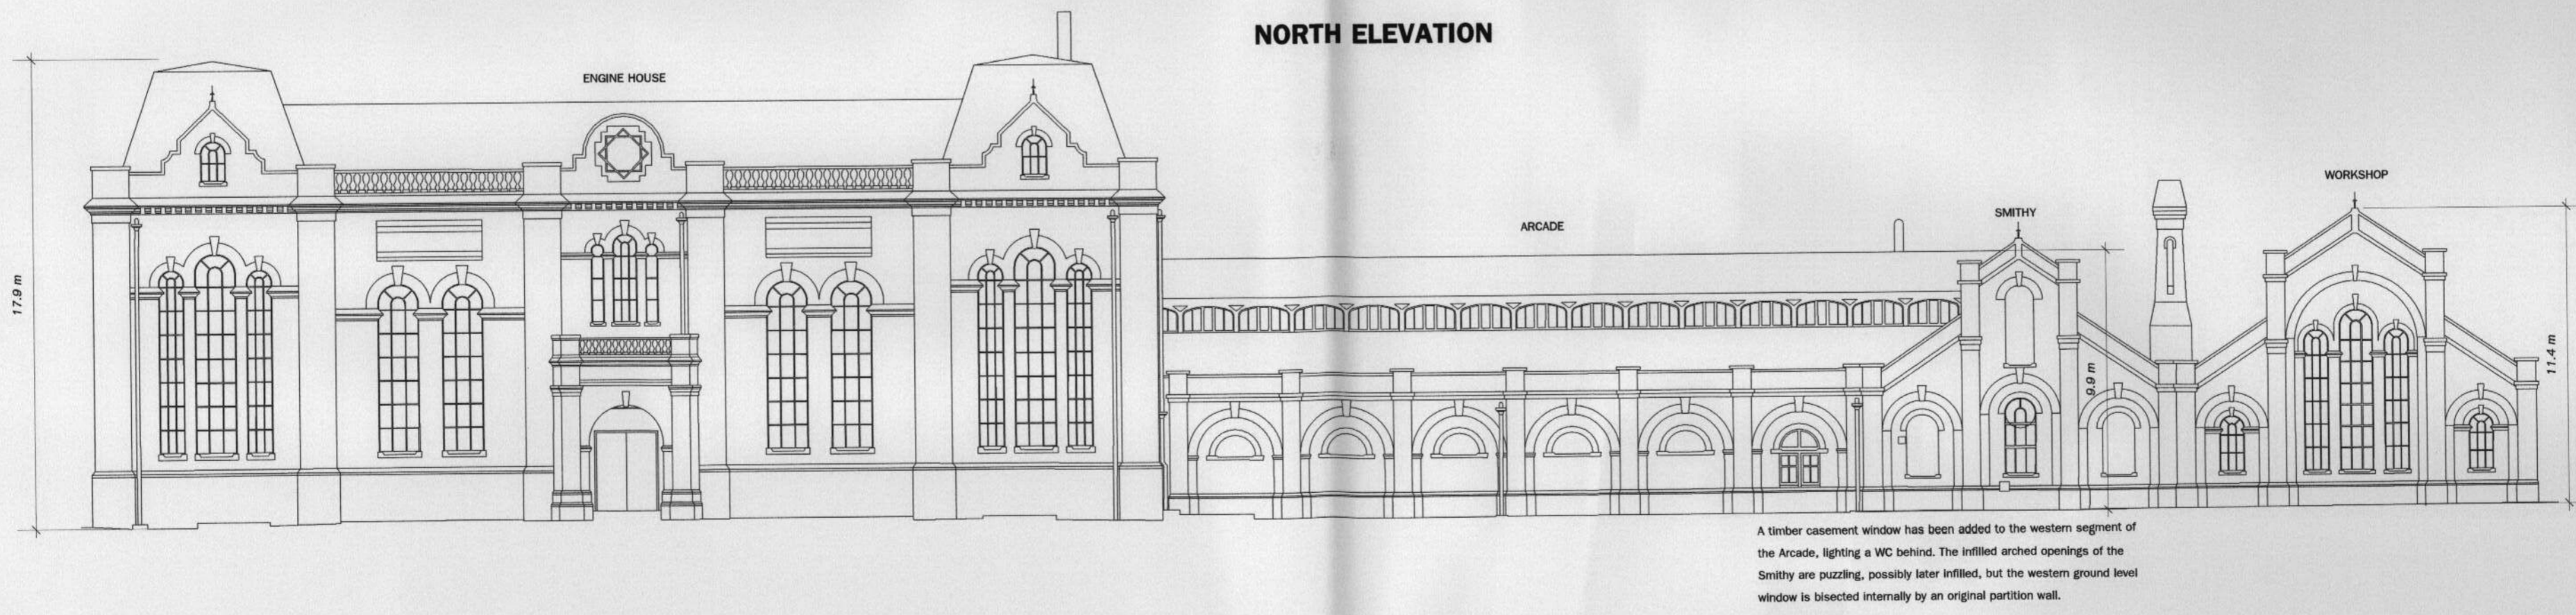 NORTH ELEVATION
ENGINE HOUSE
WORKSHOP
SMITHY
ARCADE
17.9 m
9.9 m
11.4 m
A timber casement window has been added to the western segment of
the Arcade, lighting a WC behind. The infilled arched openings of the
Smithy are puzzling, possibly later infilled, but the western ground level
window is bisected internally by an original partition wall.